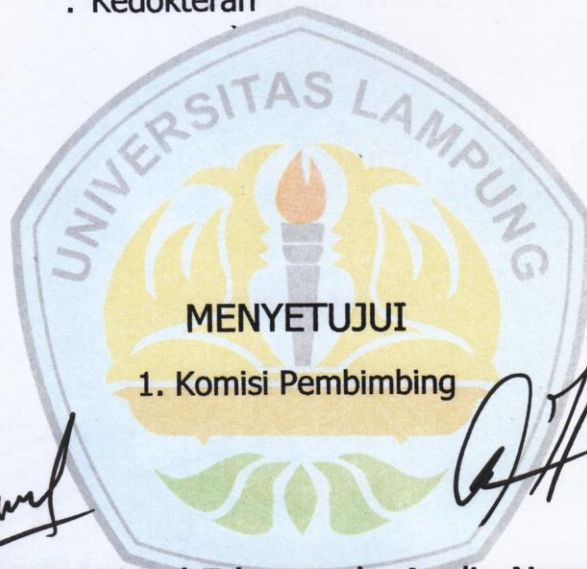 : Kedokteran
UNIVERSITAS LAMPUNG
MENYETUJUI
1. Komisi Pembimbing